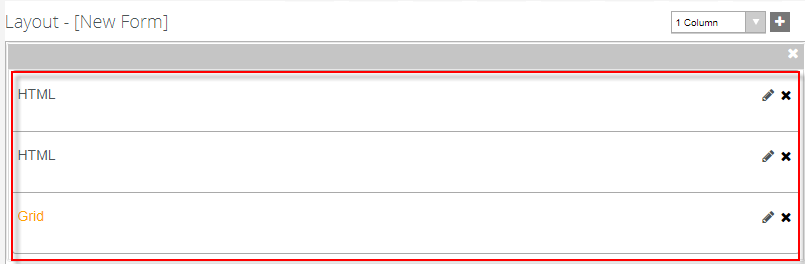 Layout - [New Form]
1 Column
HTML
HTML
Grid